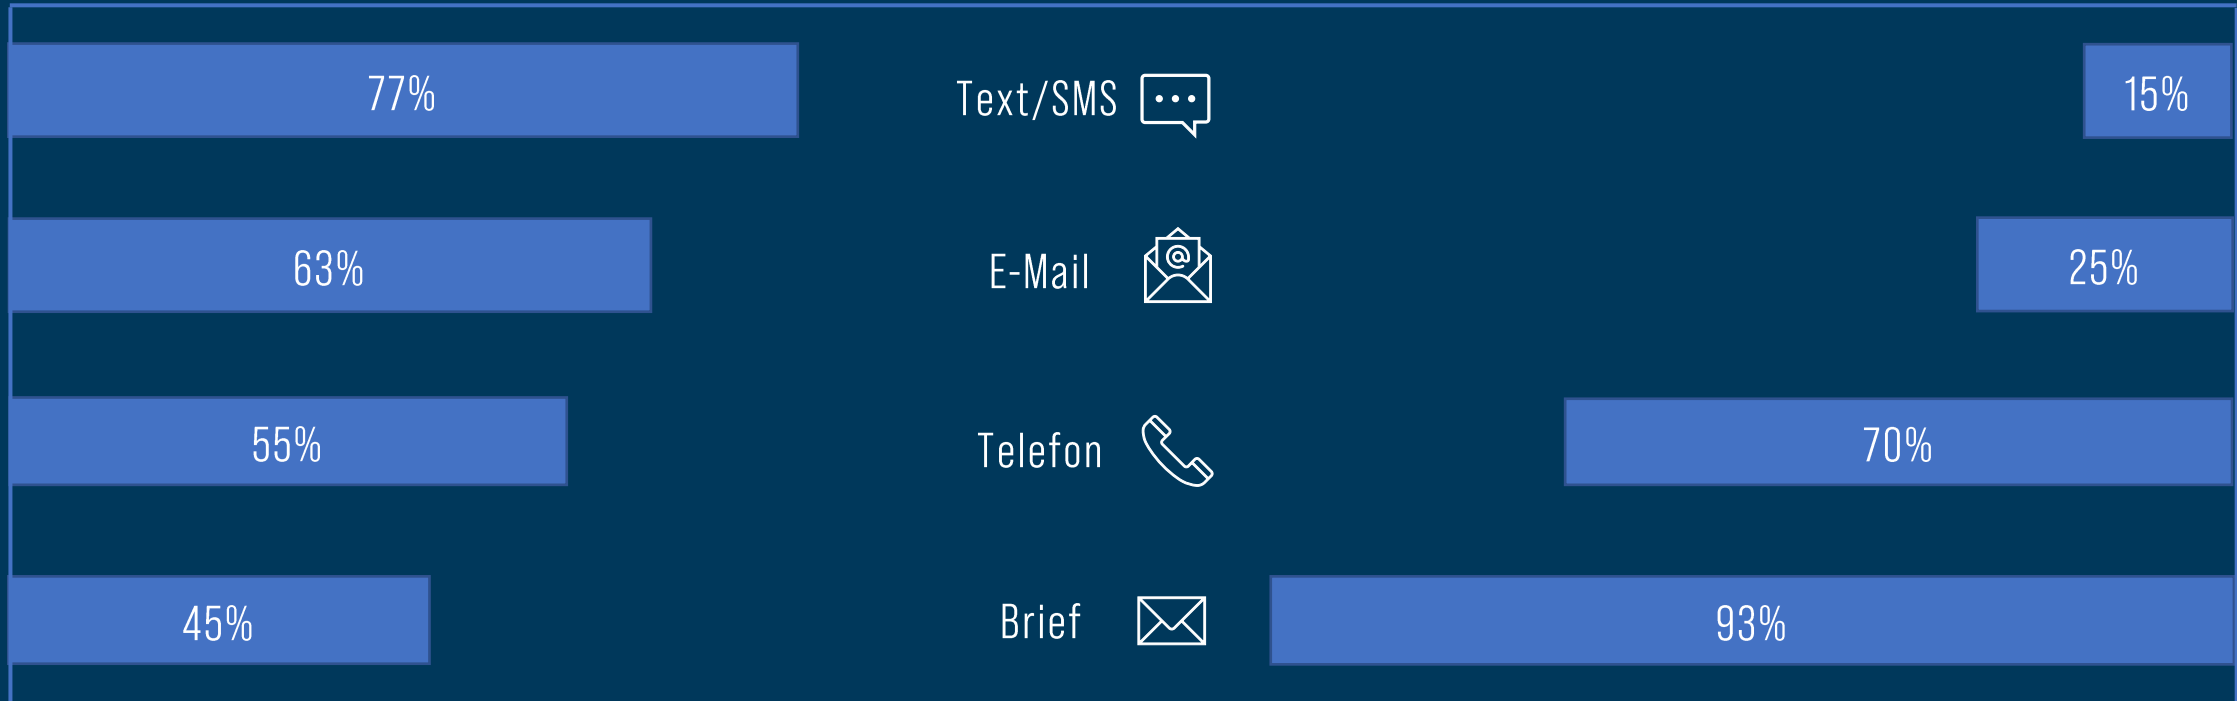 77% Text/SMS 15%
63% E-Mail @ 25%
55% Telefon 70%
45% Brief 93%